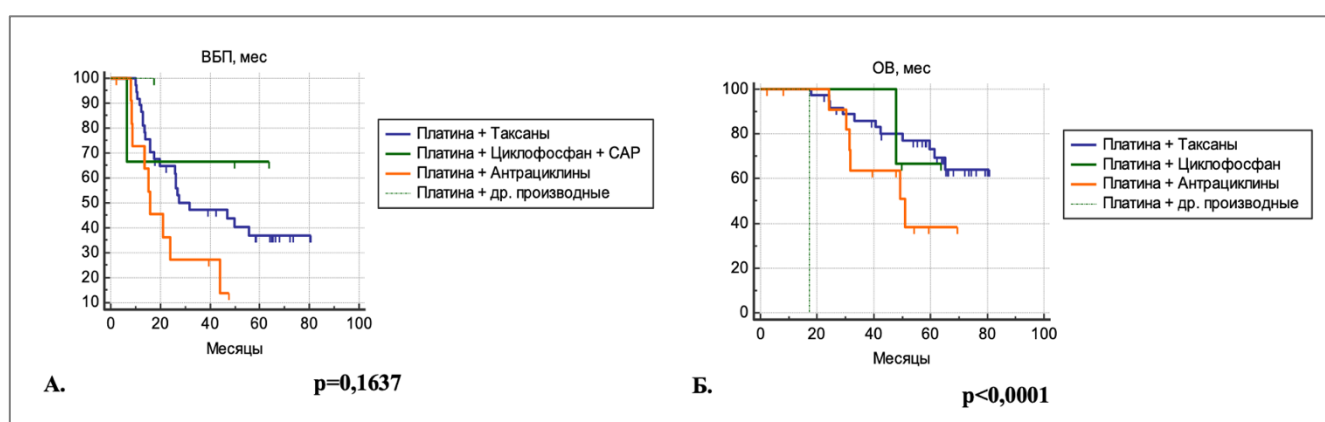 ВБП, мес
100
90
80
70
60
50
40
30
20
10
0
20
40
60
80
100
Месяцы
Платина + Таксаны
Платина + Циклофосфан + САР
Платина + Антрациклины
Платина + др. производные
А.
p=0,1637
ОВ, мес
100
80
60
40
20
0
0
20
40
60
80
100
Месяцы
Платина + Таксаны
Платина + Циклофосфан
Платина + Антрациклины
Платина + др. производные
Б.
p<0,0001